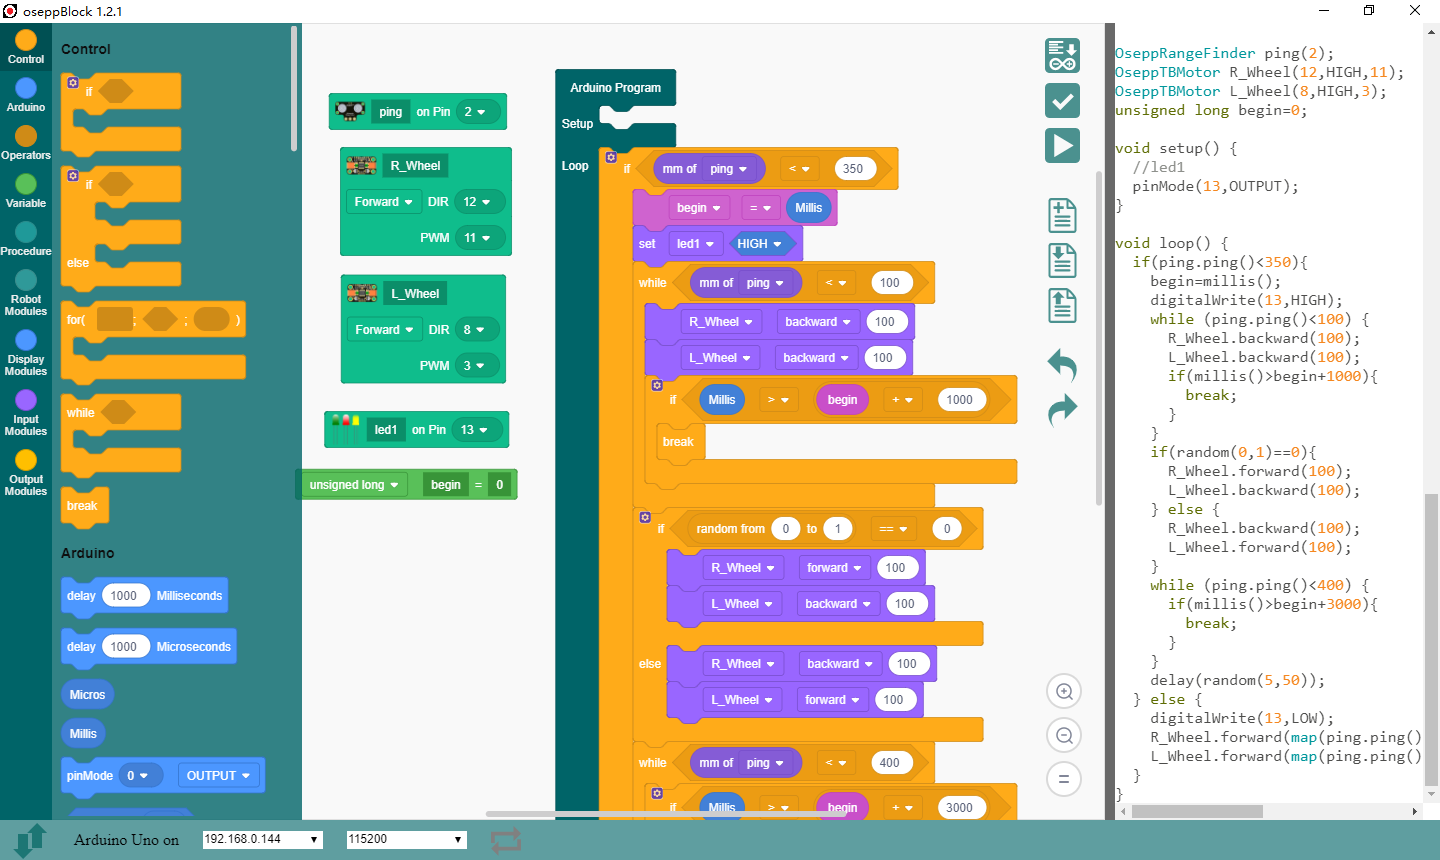 oseppBlock 1.2.1
Control
Arduino
Operators
Variable
Procedure
Robot
Modules
Display
Modules
Input
Modules
Output
Modules
Control
if
if
else
for( ; ; )
while
break
Arduino
delay 1000 Milliseconds
delay 1000 Microseconds
Micros
Millis
pinMode 0 OUTPUT
ping on Pin 2
R_Wheel
Forward DIR 12
PWM 11
L_Wheel
Forward DIR 8
PWM 3
led1 on Pin 13
unsigned long begin = 0
Arduino Program
Setup
Loop
if mm of ping < 350
begin = Millis
set led1 HIGH
while mm of ping < 100
R_Wheel backward 100
L_Wheel backward 100
if Millis > begin + 1000
break
if random from 0 to 1 == 0
R_Wheel forward 100
L_Wheel backward 100
else R_Wheel backward 100
L_Wheel forward 100
while mm of ping < 400
if Millis > begin + 3000
OseppRangeFinder ping(2);
OseppTBMotor R_Wheel(12,HIGH,11);
OseppTBMotor L_Wheel(8,HIGH,3);
unsigned long begin=0;
void setup() {
//led1
pinMode(13,OUTPUT);
}
void loop() {
if(ping.ping()<350){
begin=millis();
digitalWrite(13,HIGH);
while (ping.ping()<100) {
R_Wheel.backward(100);
L_Wheel.backward(100);
if(millis()>begin+1000){
break;
}
}
if(random(0,1)==0){
R_Wheel.forward(100);
L_Wheel.backward(100);
} else {
R_Wheel.backward(100);
L_Wheel.forward(100);
}
while (ping.ping()<400) {
if(millis()>begin+3000){
break;
}
}
delay(random(5,50));
} else {
digitalWrite(13,LOW);
R_Wheel.forward(map(ping.ping()
L_Wheel.forward(map(ping.ping()
}
}
Arduino Uno on 192.168.0.144 115200